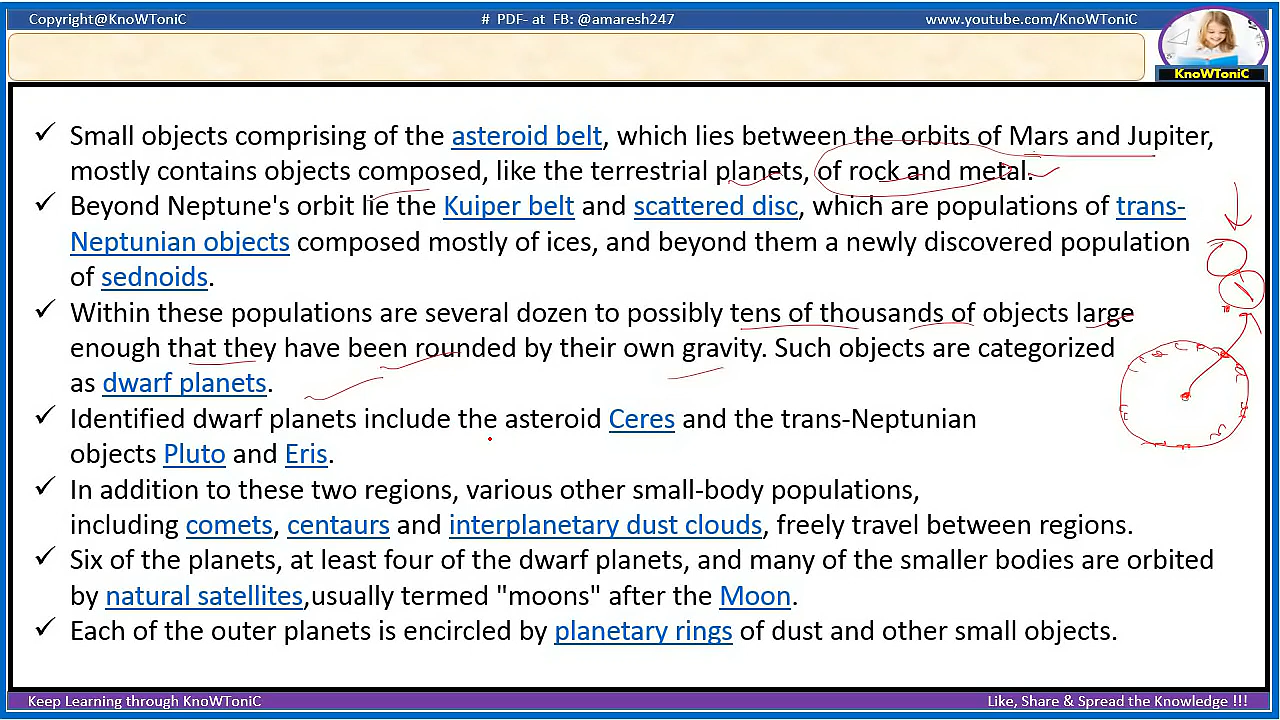 Copyright@KnoWToniC # PDF- at FB: @amaresh247 www.youtube.com/KnoWToniC
KnoWToniC
✓ Small objects comprising of the asteroid belt, which lies between the orbits of Mars and Jupiter,
mostly contains objects composed, like the terrestrial planets, of rock and metal.
✓ Beyond Neptune's orbit lie the Kuiper belt and scattered disc, which are populations of trans-
Neptunian objects composed mostly of ices, and beyond them a newly discovered population
of sednoids.
✓ Within these populations are several dozen to possibly tens of thousands of objects large
enough that they have been rounded by their own gravity. Such objects are categorized
as dwarf planets.
✓ Identified dwarf planets include the asteroid Ceres and the trans-Neptunian
objects Pluto and Eris.
✓ In addition to these two regions, various other small-body populations,
including comets, centaurs and interplanetary dust clouds, freely travel between regions.
✓ Six of the planets, at least four of the dwarf planets, and many of the smaller bodies are orbited
by natural satellites,usually termed "moons" after the Moon.
✓ Each of the outer planets is encircled by planetary rings of dust and other small objects.
Keep Learning through KnoWToniC Like, Share & Spread the Knowledge !!!